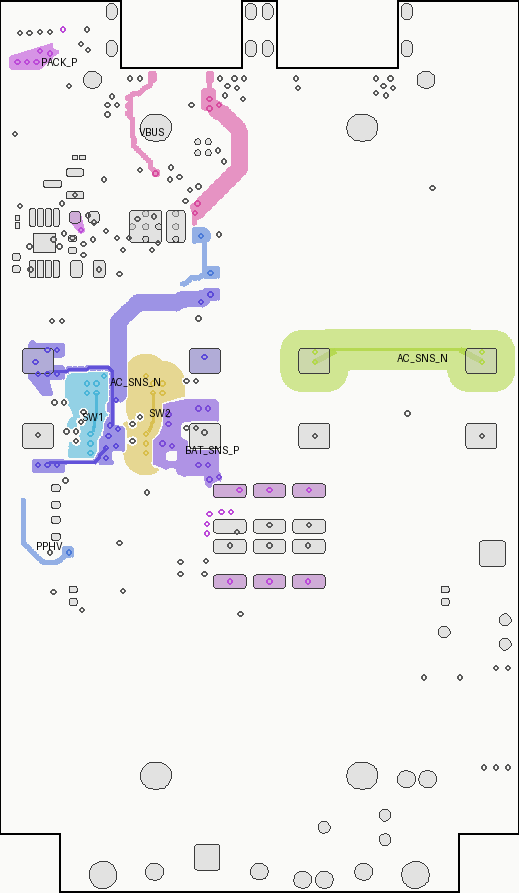 PACK_P
VBUS
AC_SNS_N
AC_SNS_N
SW1
SW2
BAT_SNS_P
PPHV